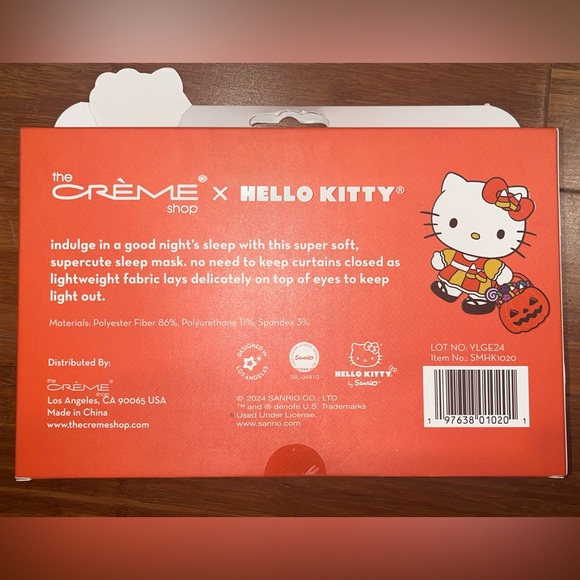 the
CRÈME®
shop
x HELLO KITTY®
indulge in a good night's sleep with this super soft,
supercute sleep mask. no need to keep curtains closed as
lightweight fabric lays delicately on top of eyes to keep
light out.
Materials: Polyester Fiber 86%, Polyurethane 11%, Spandex 3%
Distributed By:
the
CRÈME®
shop
Los Angeles, CA 90065 USA
Made in China
www.thecremeshop.com
DESIGNED IN
LOS ANGELES
HELLO KITTY®
by Sanrio
© 2024 SANRIO CO., LTD.
™ and ® denote U.S. Trademarks
Used Under License.
www.sanrio.com
LOT NO: YLGE24
Item No.: SMHK1020
1 97638 01020 1